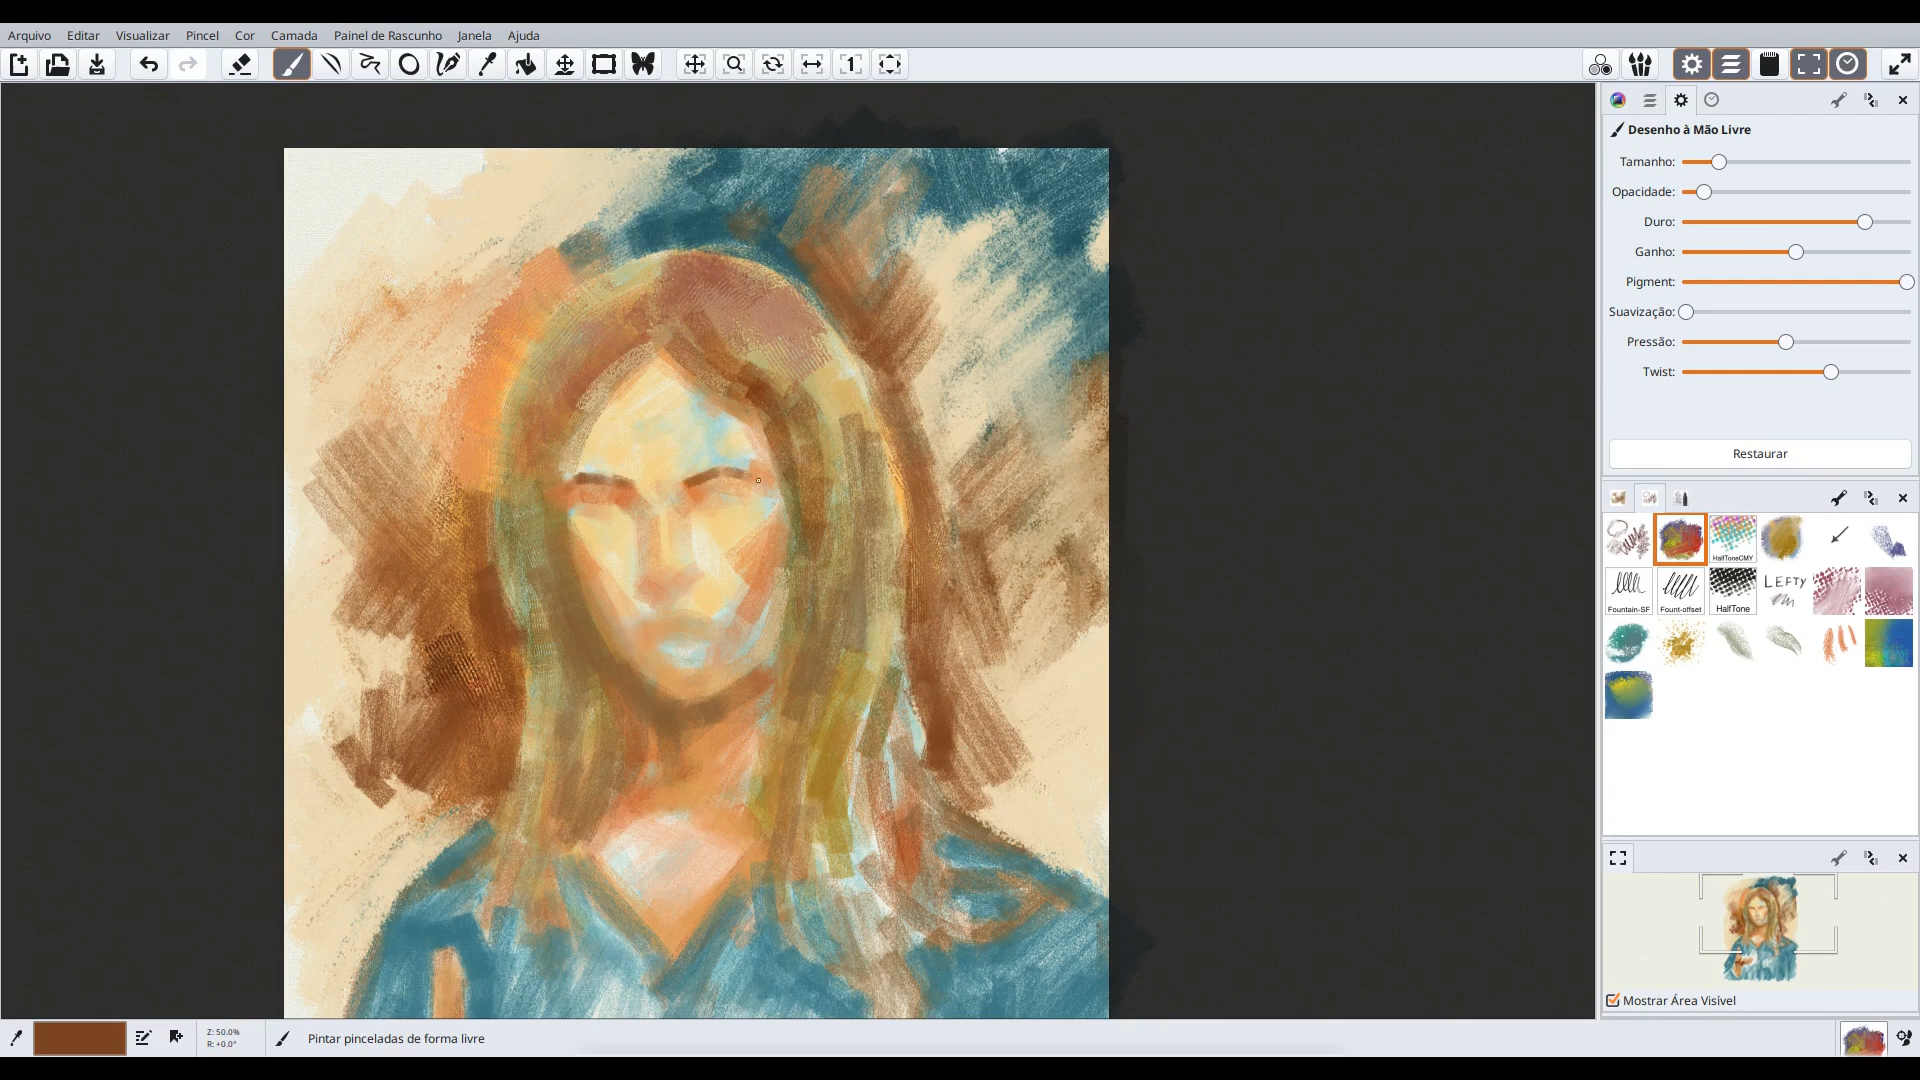 Arquivo Editar Visualizar Pincel Cor Camada Painel de Rascunho Janela Ajuda
1
Desenho à Mão Livre
Tamanho:
Opacidade:
Duro:
Ganho:
Pigment:
Suavização:
Pressão:
Twist:
Restaurar
HalfToneCMY
Fountain-SF Fount-offset HalfTone LEFTY
Mostrar Área Visivel
Z: 50.0%
R: +0.0°
Pintar pinceladas de forma livre